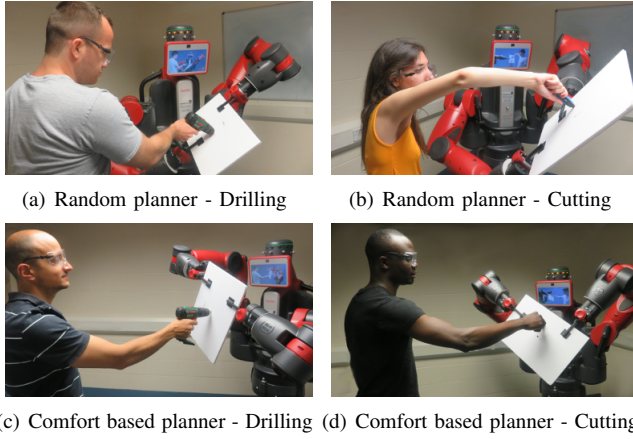 (a) Random planner - Drilling
(b) Random planner - Cutting
(c) Comfort based planner - Drilling
(d) Comfort based planner - Cutting